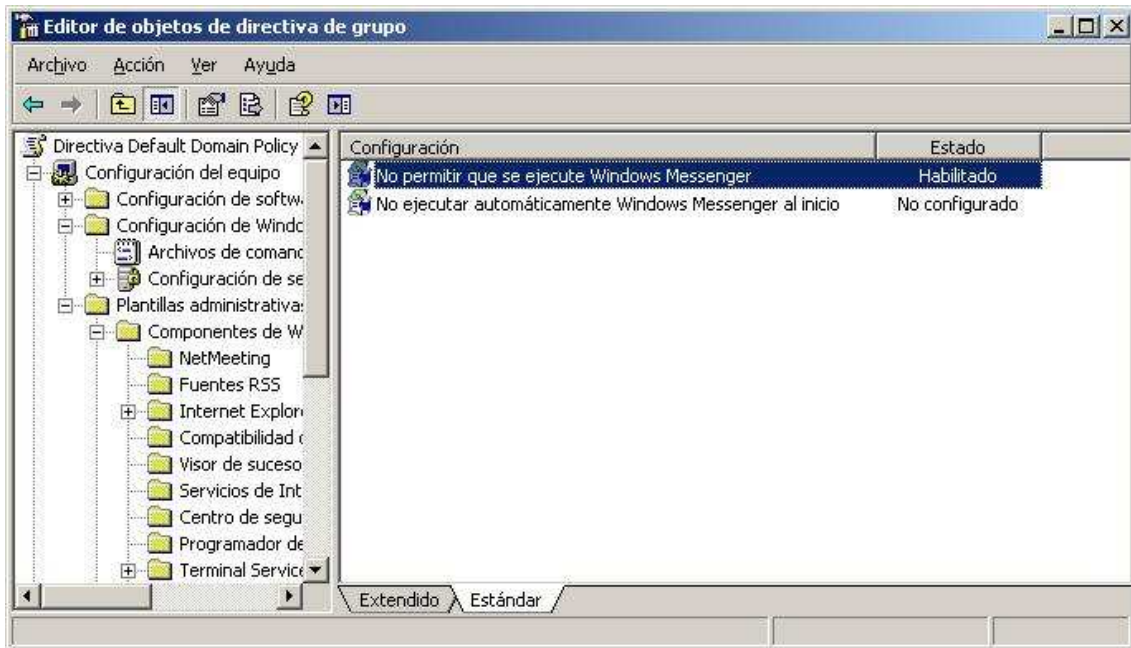 Editor de objetos de directiva de grupo
Archivo Acción Ver Ayuda
Directiva Default Domain Policy
Configuración del equipo
Configuración de softw
Configuración de Windo
Archivos de comand
Configuración de se
Plantillas administrativas
Componentes de W
NetMeeting
Fuentes RSS
Internet Explor
Compatibilidad
Visor de suceso
Servicios de Int
Centro de segu
Programador de
Terminal Service
Configuración Estado
No permitir que se ejecute Windows Messenger Habilitado
No ejecutar automáticamente Windows Messenger al inicio No configurado
Extendido Estándar